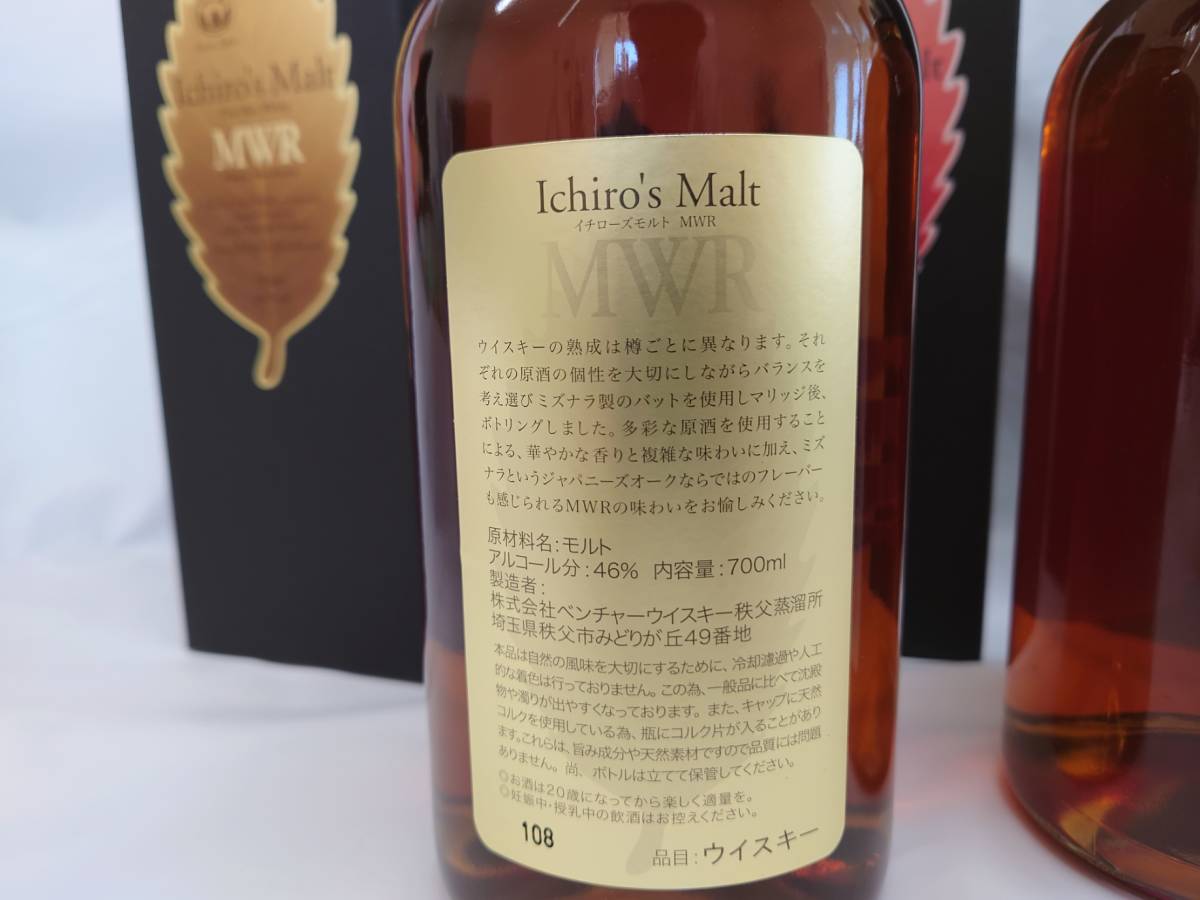 Ichiro's Malt
MWR
Ichiro's Malt
イチローズモルト MWR
MWR
ウイスキーの熟成は樽ごとに異なります。それ
ぞれの原酒の個性を大切にしながらバランスを
考え選びミズナラ製のバットを使用しマリッジ後、
ボトリングしました。多彩な原酒を使用すること
による、華やかな香りと複雑な味わいに加え、ミズ
ナラというジャパニーズオークならではのフレーバー
も感じられるMWRの味わいをお愉しみください。
原材料名:モルト
アルコール分:46% 内容量:700ml
製造者:
株式会社ベンチャーウイスキー秩父蒸溜所
埼玉県秩父市みどりが丘49番地
本品は自然の風味を大切にするために、冷却濾過や人工
的な着色は行っておりません。この為、一般品に比べて沈殿
物や濁りが出やすくなっております。また、キャップに天然
コルクを使用している為、瓶にコルク片が入ることがあり
ます。これらは、旨み成分や天然素材ですので品質には問題
ありません。尚、ボトルは立てて保管してください。
◎お酒は20歳になってから楽しく適量を。
◎妊娠中・授乳中の飲酒はお控えください。
108
品目:ウイスキー